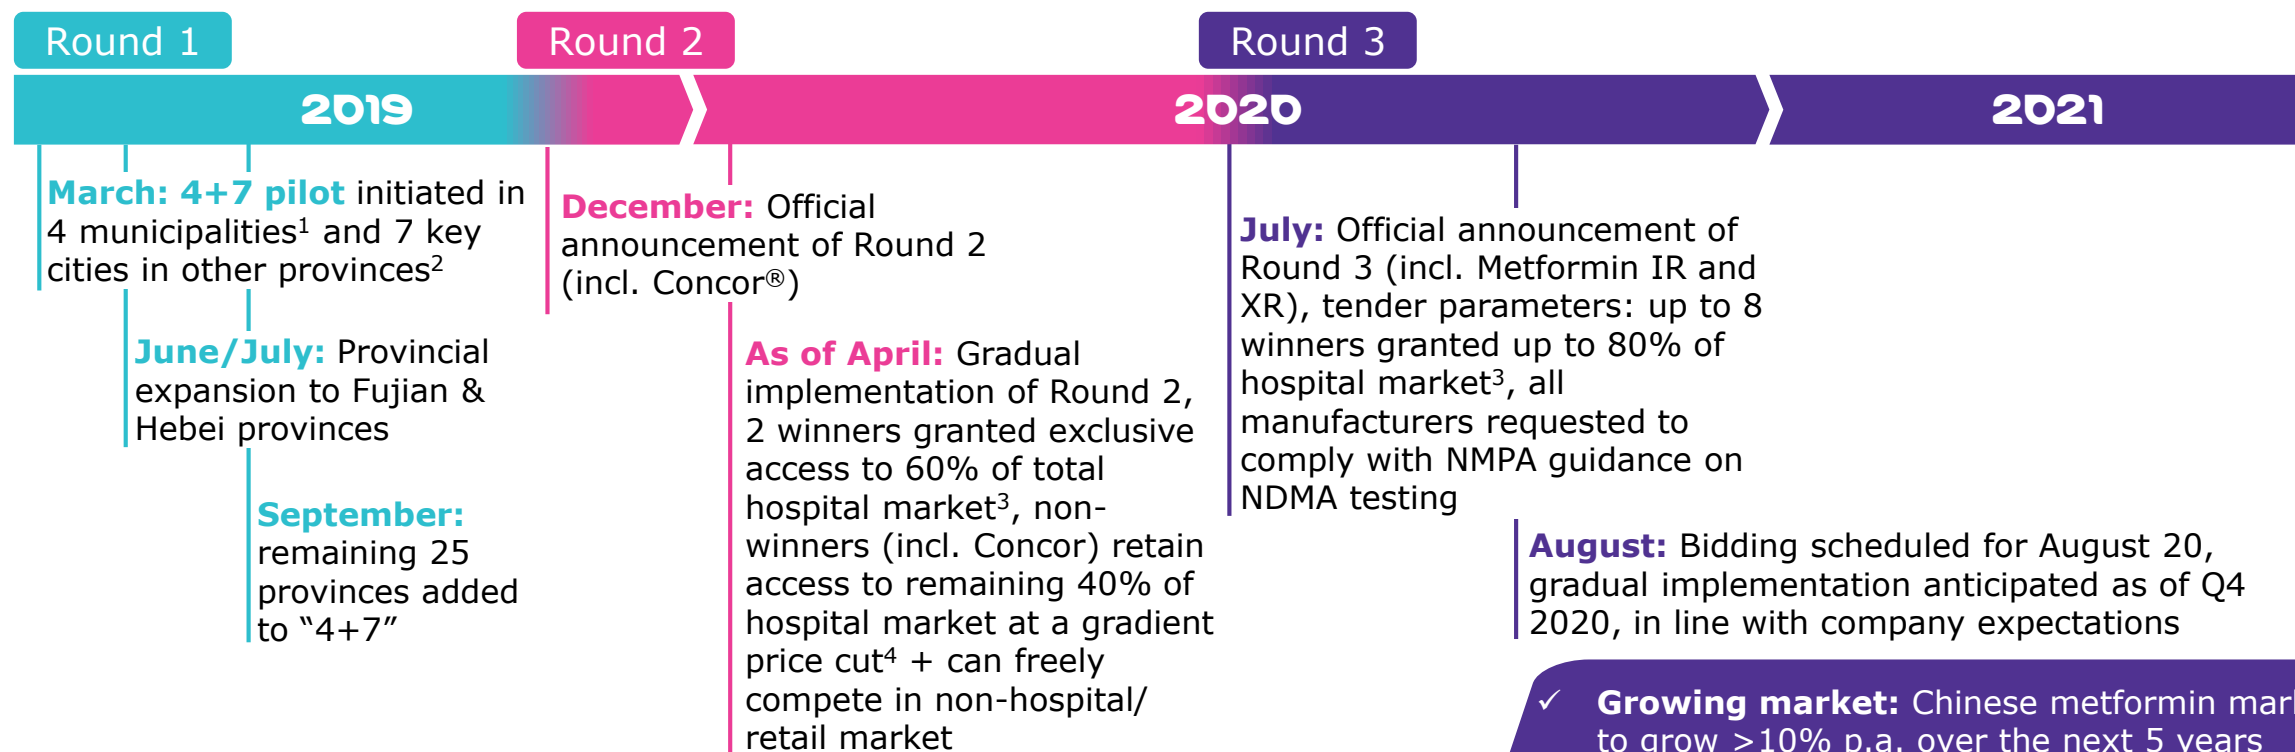 Round 1
Round 2
Round 3
2019
2020
2021
March: 4+7 pilot initiated in
4 municipalities¹ and 7 key
cities in other provinces²
June/July: Provincial
expansion to Fujian &
Hebei provinces
September:
remaining 25
provinces added
to “4+7”
December: Official
announcement of Round 2
(incl. Concor®)
As of April: Gradual
implementation of Round 2,
2 winners granted exclusive
access to 60% of total
hospital market³, non-
winners (incl. Concor) retain
access to remaining 40% of
hospital market at a gradient
price cut⁴ + can freely
compete in non-hospital/
retail market
July: Official announcement of
Round 3 (incl. Metformin IR and
XR), tender parameters: up to 8
winners granted up to 80% of
hospital market³, all
manufacturers requested to
comply with NMPA guidance on
NDMA testing
August: Bidding scheduled for August 20,
gradual implementation anticipated as of Q4
2020, in line with company expectations
✓ Growing market: Chinese metformin mar
to grow >10% p.a. over the next 5 years